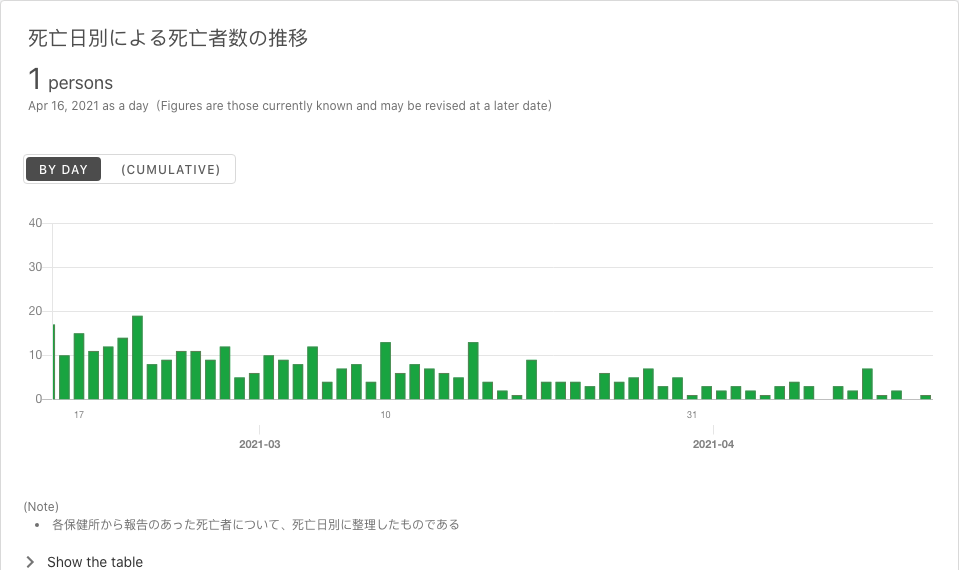 死亡日別による死亡者数の推移
1 persons
Apr 16, 2021 as a day（Figures are those currently known and may be revised at a later date）
BY DAY (CUMULATIVE)
40
30
20
10
0
17 10 31
2021-03 2021-04
(Note)
• 各保健所から報告のあった死亡者について、死亡日別に整理したものである
Show the table